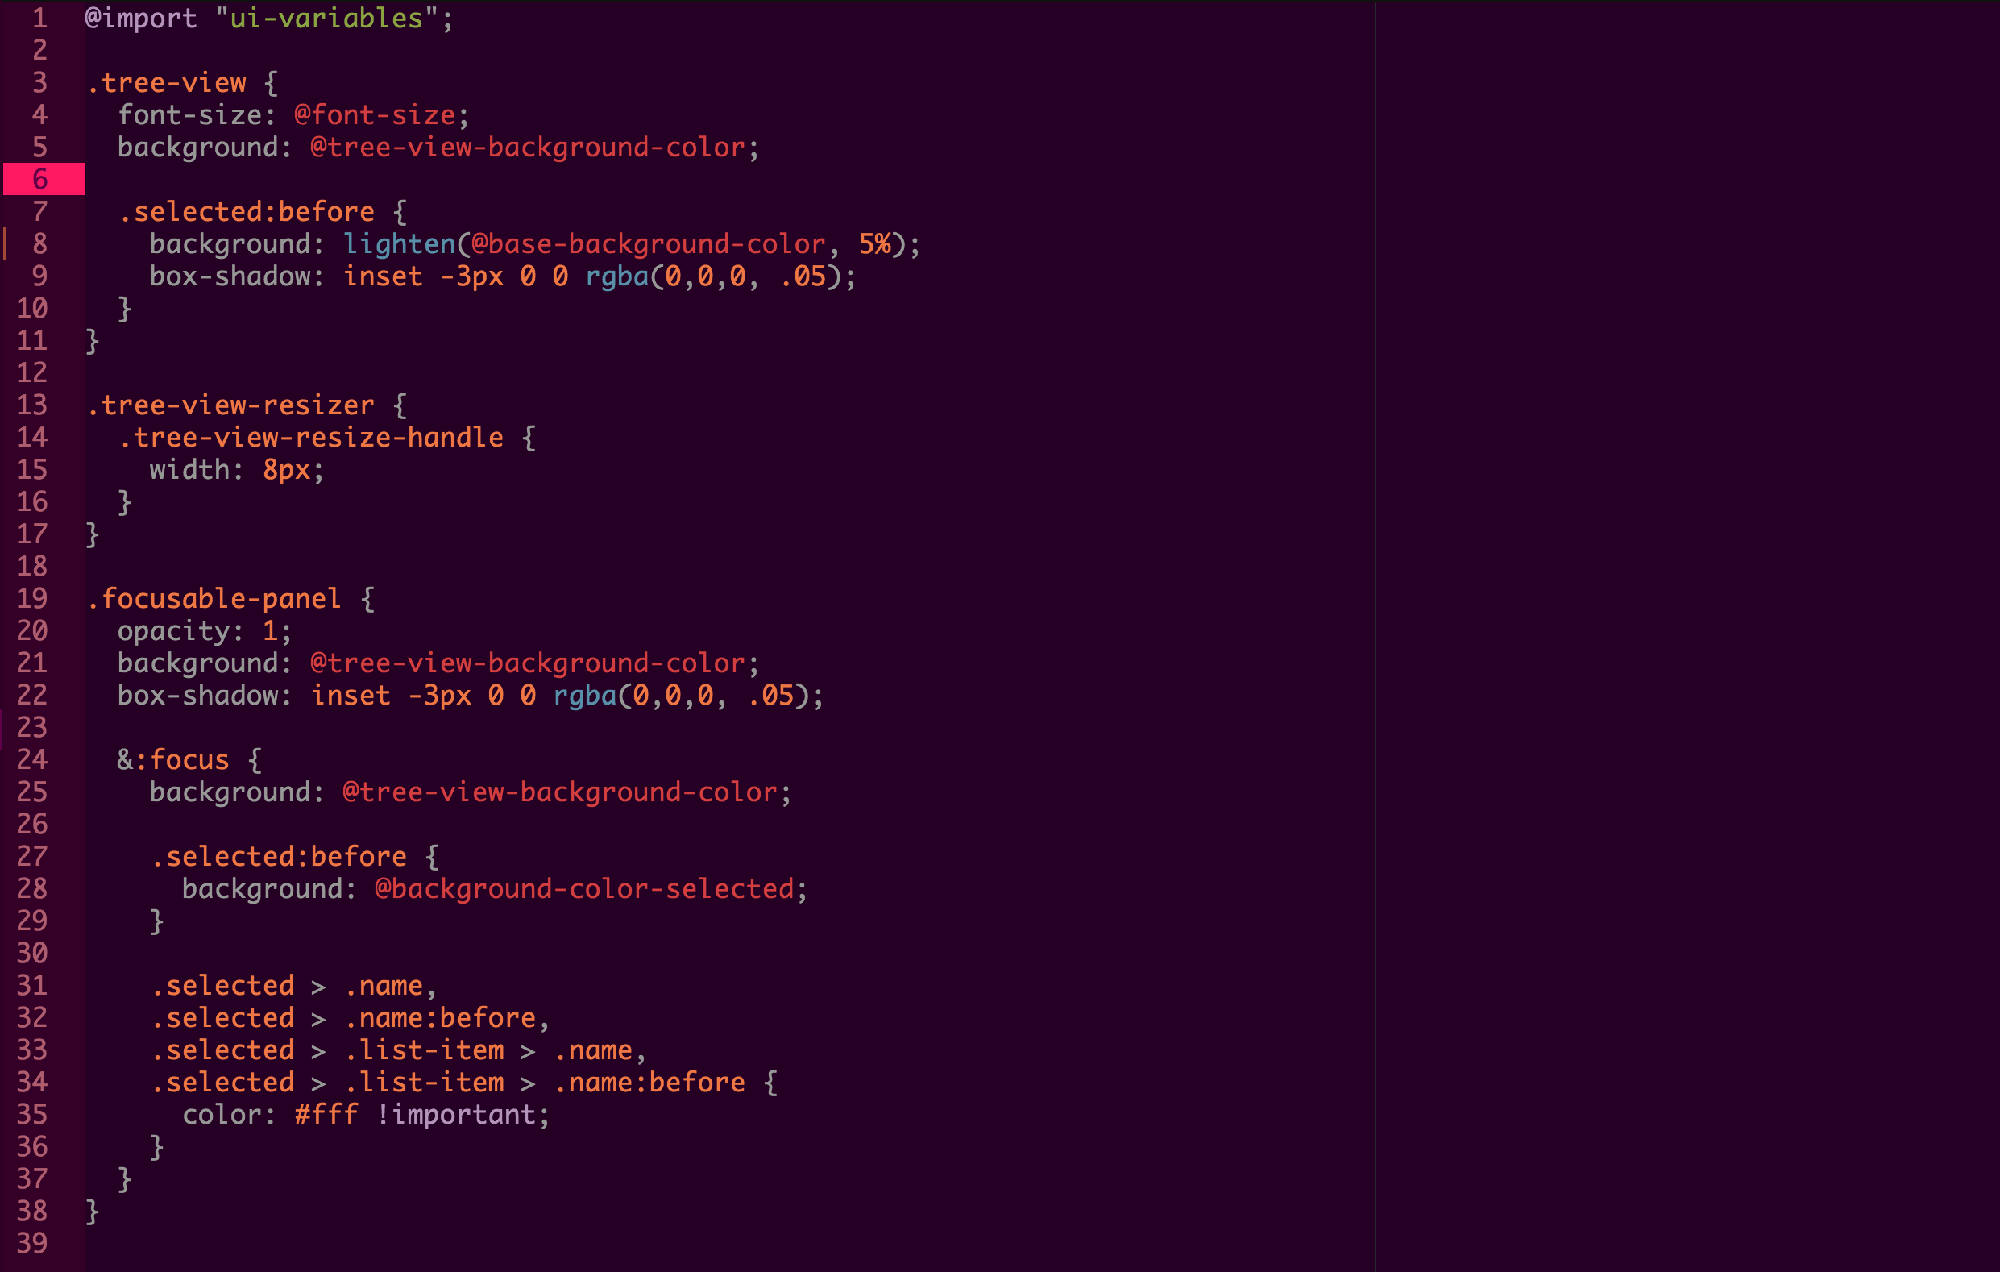 1 @import "ui-variables";
2
3 .tree-view {
4   font-size: @font-size;
5   background: @tree-view-background-color;
6
7   .selected:before {
8     background: lighten(@base-background-color, 5%);
9     box-shadow: inset -3px 0 0 rgba(0,0,0, .05);
10   }
11 }
12
13 .tree-view-resizer {
14   .tree-view-resize-handle {
15     width: 8px;
16   }
17 }
18
19 .focusable-panel {
20   opacity: 1;
21   background: @tree-view-background-color;
22   box-shadow: inset -3px 0 0 rgba(0,0,0, .05);
23
24   &:focus {
25     background: @tree-view-background-color;
26
27     .selected:before {
28       background: @background-color-selected;
29     }
30
31     .selected > .name,
32     .selected > .name:before,
33     .selected > .list-item > .name,
34     .selected > .list-item > .name:before {
35       color: #fff !important;
36     }
37   }
38 }
39